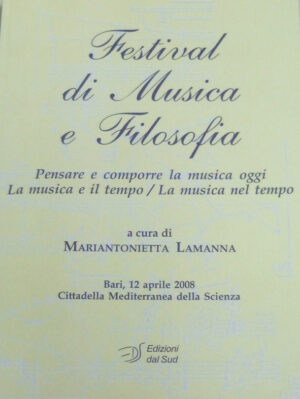 Festival
di Musica
e Filosofia
Pensare e comporre la musica oggi
La musica e il tempo / La musica nel tempo
a cura di
MARIANTONIETTA LAMANNA
Bari, 12 aprile 2008
Cittadella Mediterranea della Scienza
Edizioni
dal Sud